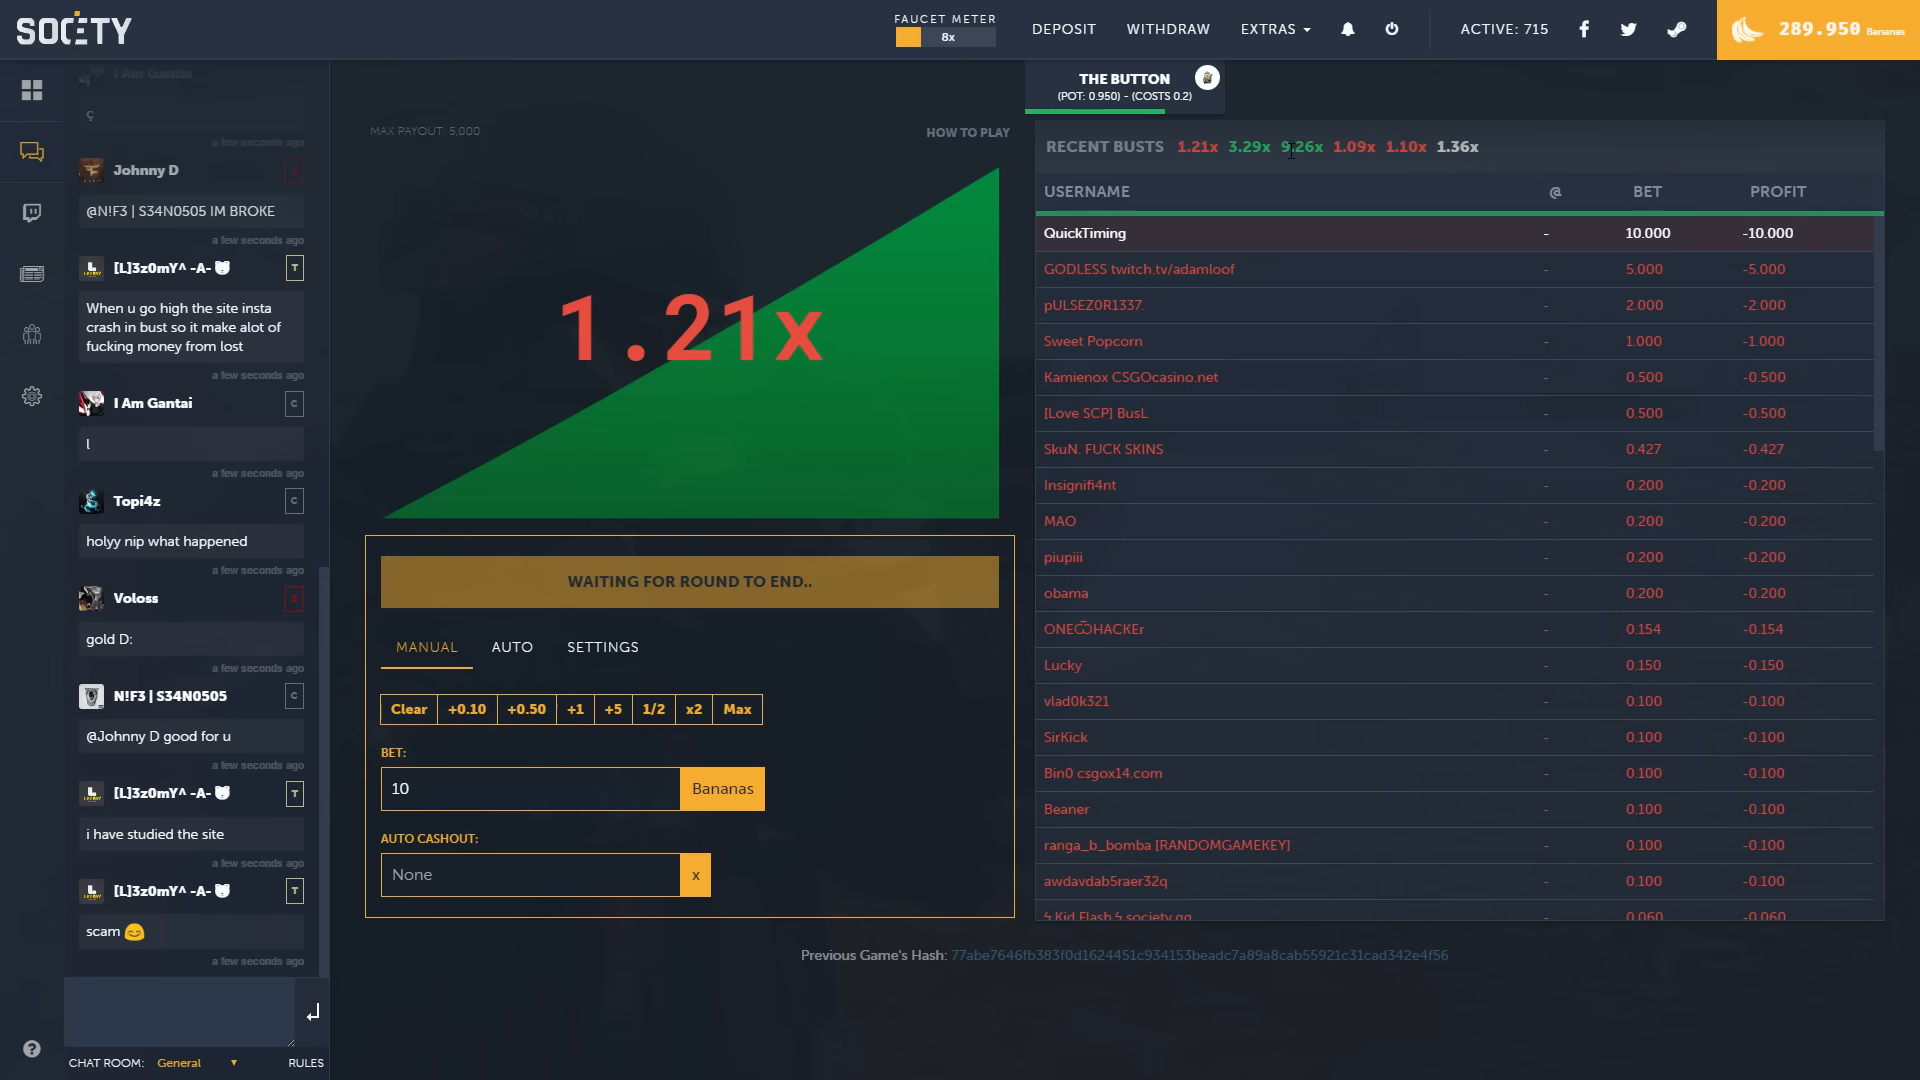 SOCIETY
FAUCET METER
8x
DEPOSIT
WITHDRAW
EXTRAS
ACTIVE: 715
289.950 Bananas
I Am Gantai
ç
a few seconds ago
Johnny D
@N!F3 | S34N0505 IM BROKE
a few seconds ago
[L]3z0mY^ -A-
T
When u go high the site insta
crash in bust so it make alot of
fucking money from lost
a few seconds ago
I Am Gantai
C
l
a few seconds ago
Topi4z
C
holyy nip what happened
a few seconds ago
Voloss
gold D:
a few seconds ago
N!F3 | S34N0505
C
@Johnny D good for u
a few seconds ago
[L]3z0mY^ -A-
T
i have studied the site
a few seconds ago
[L]3z0mY^ -A-
T
scam 😊
a few seconds ago
CHAT ROOM: General
RULES
MAX PAYOUT: 5,000
HOW TO PLAY
1.21x
WAITING FOR ROUND TO END..
MANUAL
AUTO
SETTINGS
Clear +0.10 +0.50 +1 +5 1/2 x2 Max
BET:
10 Bananas
AUTO CASHOUT:
None x
THE BUTTON
(POT: 0.950) - (COSTS 0.2)
RECENT BUSTS 1.21x 3.29x 9.26x 1.09x 1.10x 1.36x
USERNAME @ BET PROFIT
QuickTiming - 10.000 -10.000
GODLESS twitch.tv/adamloof - 5.000 -5.000
pULSEZ0R1337. - 2.000 -2.000
Sweet Popcorn - 1.000 -1.000
Kamienox CSGOcasino.net - 0.500 -0.500
[Love SCP] BusL - 0.500 -0.500
SkuN. FUCK SKINS - 0.427 -0.427
Insignifi4nt - 0.200 -0.200
MAO - 0.200 -0.200
piupiii - 0.200 -0.200
obama - 0.200 -0.200
- 0.154 -0.154
Lucky - 0.150 -0.150
vlad0k321 - 0.100 -0.100
SirKick - 0.100 -0.100
Bin0 csgox14.com - 0.100 -0.100
Beaner - 0.100 -0.100
ranga_b_bomba [RANDOMGAMEKEY] - 0.100 -0.100
awdavdab5raer32q - 0.100 -0.100
ϟ Kid Flash ϟ society.gg - 0.060 -0.060
Previous Game's Hash: 77abe7646fb383f0d1624451c934153beadc7a89a8cab55921c31cad342e4f56